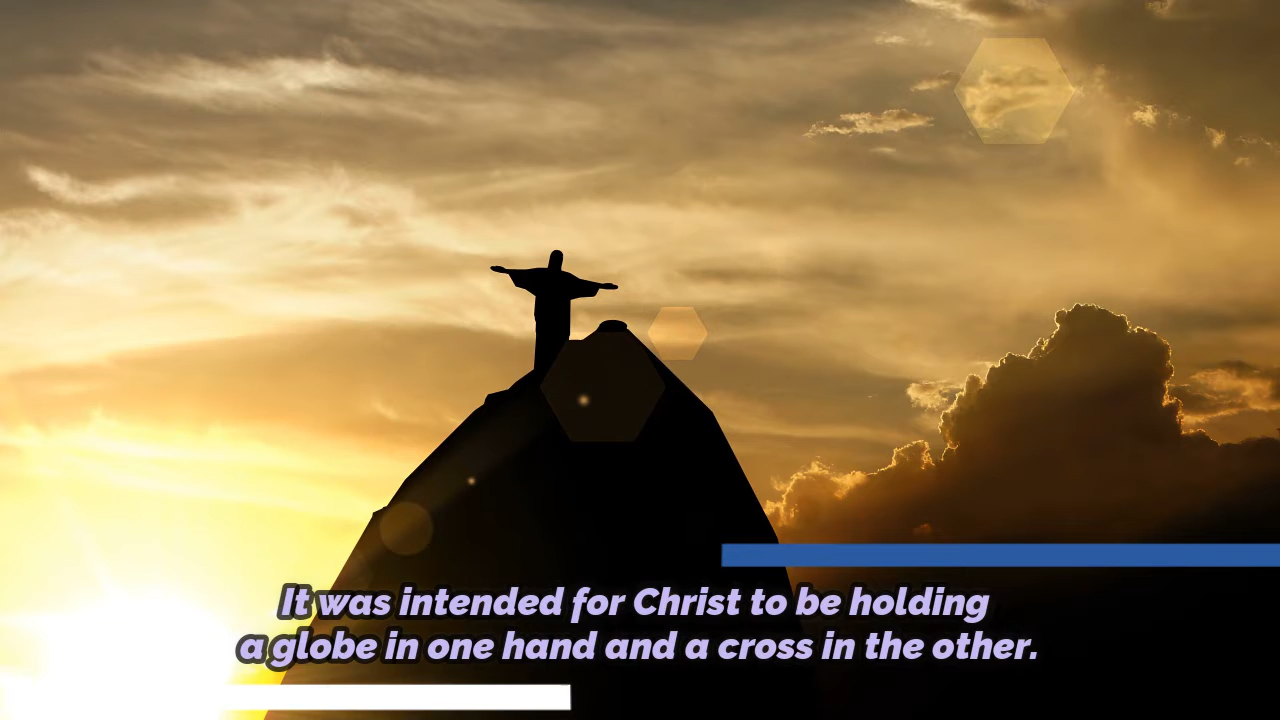 It was intended for Christ to be holding
a globe in one hand and a cross in the other.